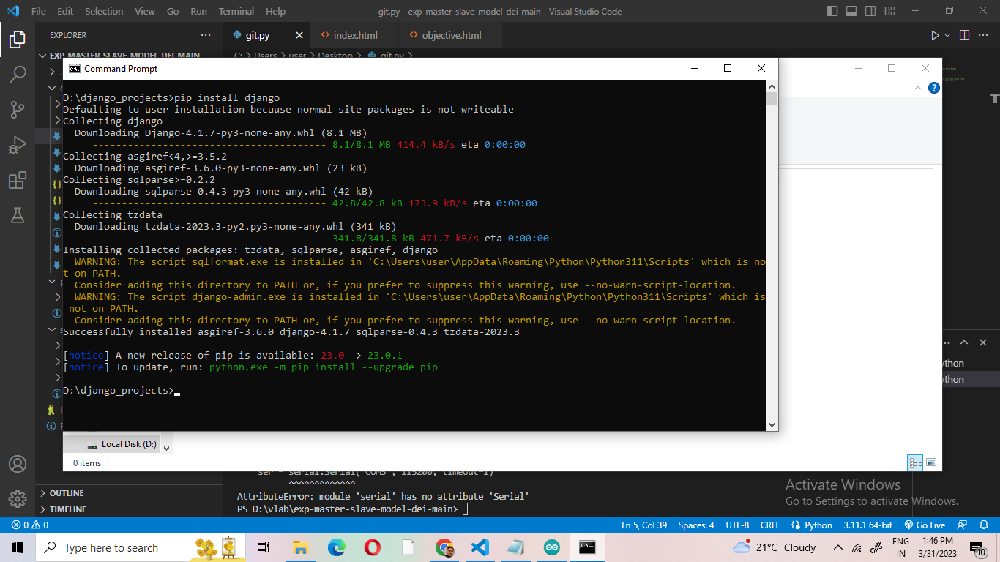 File Edit Selection View Go Run Terminal Help
git.py - exp-master-slave-model-dei-main - Visual Studio Code
EXPLORER
git.py
index.html
objective.html
EXP-MASTER-SLAVE-MODEL-DEI-MAIN
C: > Users > user > Desktop > git.py >
Command Prompt
D:\django_projects>pip install django
Defaulting to user installation because normal site-packages is not writeable
Collecting django
Downloading Django-4.1.7-py3-none-any.whl (8.1 MB)
---------------------------------------- 8.1/8.1 MB 414.4 kB/s eta 0:00:00
Collecting asgiref<4,>=3.5.2
Downloading asgiref-3.6.0-py3-none-any.whl (23 kB)
Collecting sqlparse>=0.2.2
Downloading sqlparse-0.4.3-py3-none-any.whl (42 kB)
---------------------------------------- 42.8/42.8 kB 173.9 kB/s eta 0:00:00
Collecting tzdata
Downloading tzdata-2023.3-py2.py3-none-any.whl (341 kB)
---------------------------------------- 341.8/341.8 kB 471.7 kB/s eta 0:00:00
Installing collected packages: tzdata, sqlparse, asgiref, django
WARNING: The script sqlformat.exe is installed in 'C:\Users\user\AppData\Roaming\Python\Python311\Scripts' which is no
t on PATH.
Consider adding this directory to PATH or, if you prefer to suppress this warning, use --no-warn-script-location.
WARNING: The script django-admin.exe is installed in 'C:\Users\user\AppData\Roaming\Python\Python311\Scripts' which is
not on PATH.
Consider adding this directory to PATH or, if you prefer to suppress this warning, use --no-warn-script-location.
Successfully installed asgiref-3.6.0 django-4.1.7 sqlparse-0.4.3 tzdata-2023.3
[notice] A new release of pip is available: 23.0 -> 23.0.1
[notice] To update, run: python.exe -m pip install --upgrade pip
D:\django_projects>
ython
ython
Local Disk (D:)
0 items
ser = serial.Serial('COM3', 115200, timeout=1)
^^^^^^^^^^^^^
AttributeError: module 'serial' has no attribute 'Serial'
PS D:\vlab\exp-master-slave-model-dei-main>
OUTLINE
TIMELINE
Activate Windows
Go to Settings to activate Windows.
0 0
Ln 5, Col 39 Spaces: 4 UTF-8 CRLF Python 3.11.1 64-bit Go Live
Type here to search
21°C Cloudy
ENG
IN
1:46 PM
3/31/2023
10